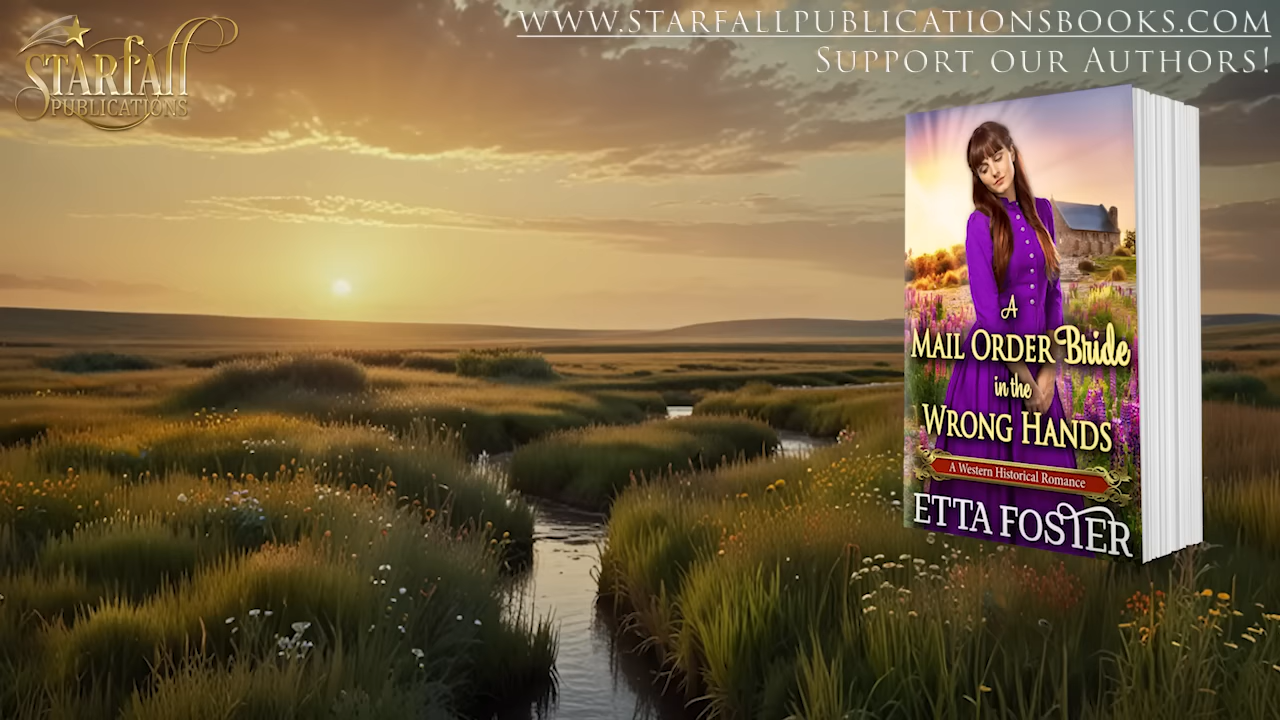 STARfall
PUBLICATIONS
WWW.STARFALLPUBLICATIONSBOOKS.COM
SUPPORT OUR AUTHORS!
A
MAIL ORDER Bride
in the
WRONG HANDS
A Western Historical Romance
ETTA FOSTER